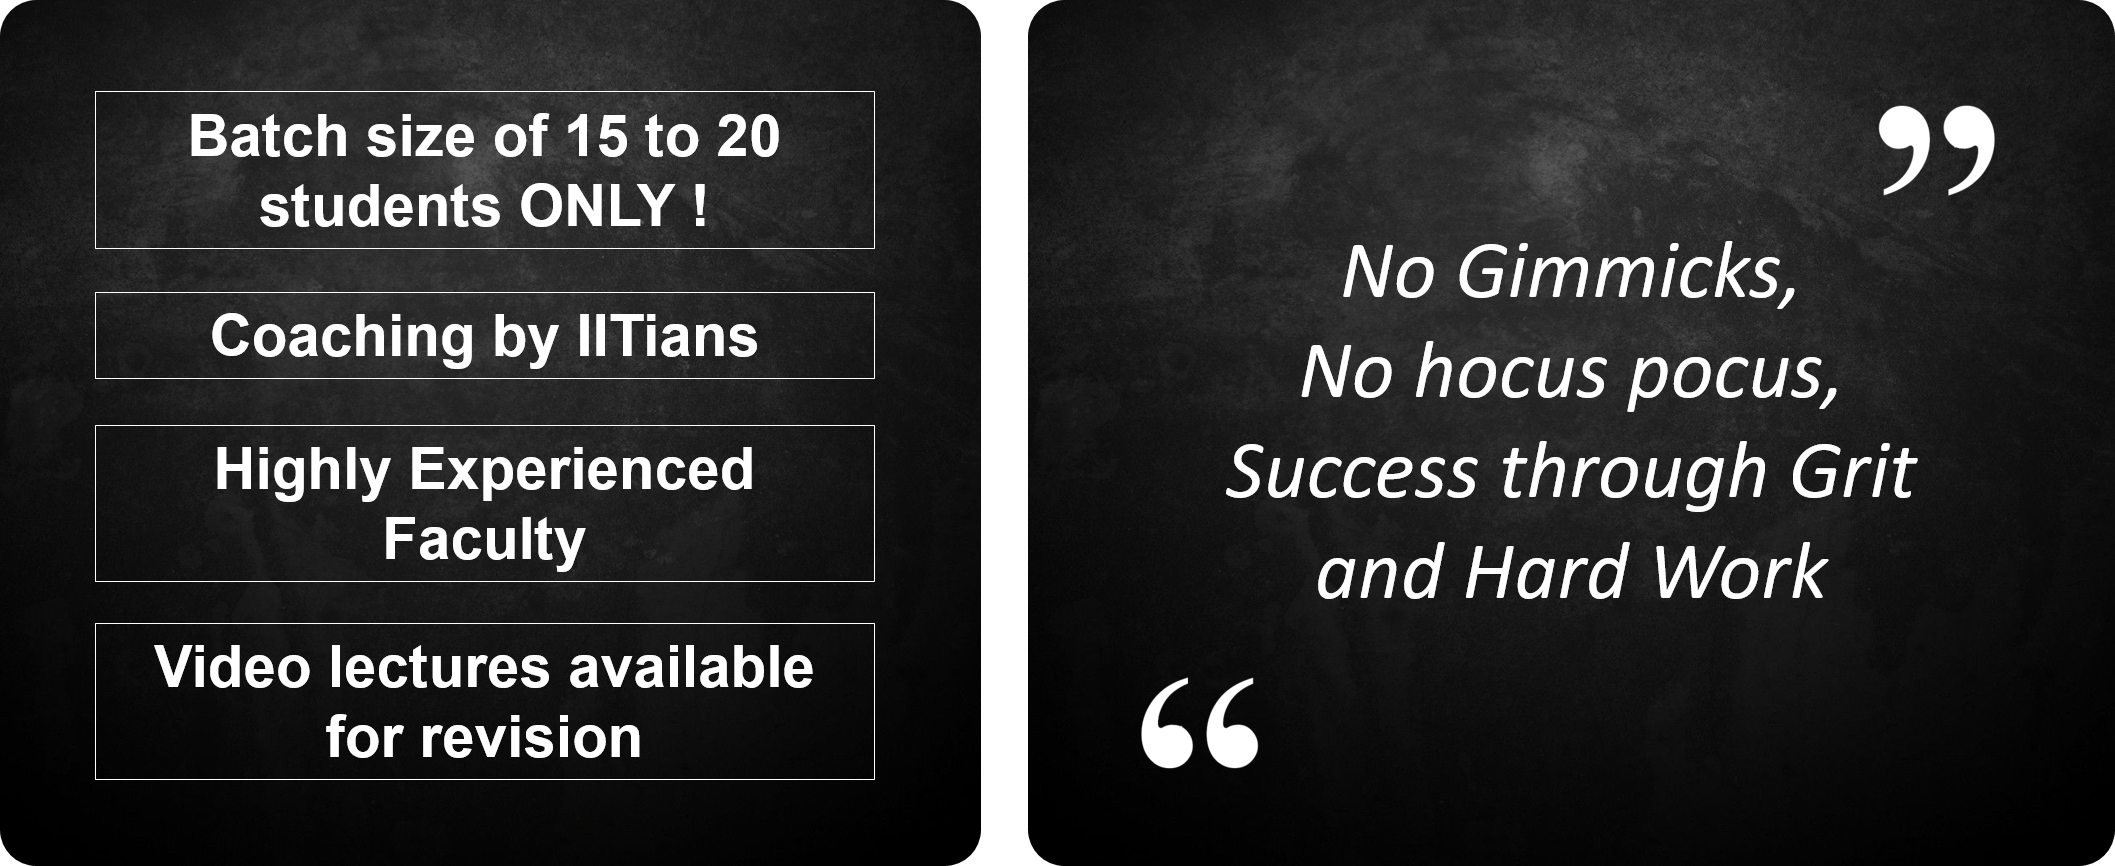 Batch size of 15 to 20
students ONLY !
Coaching by IITians
Highly Experienced
Faculty
Video lectures available
for revision
”
No Gimmicks,
No hocus pocus,
Success through Grit
and Hard Work
“